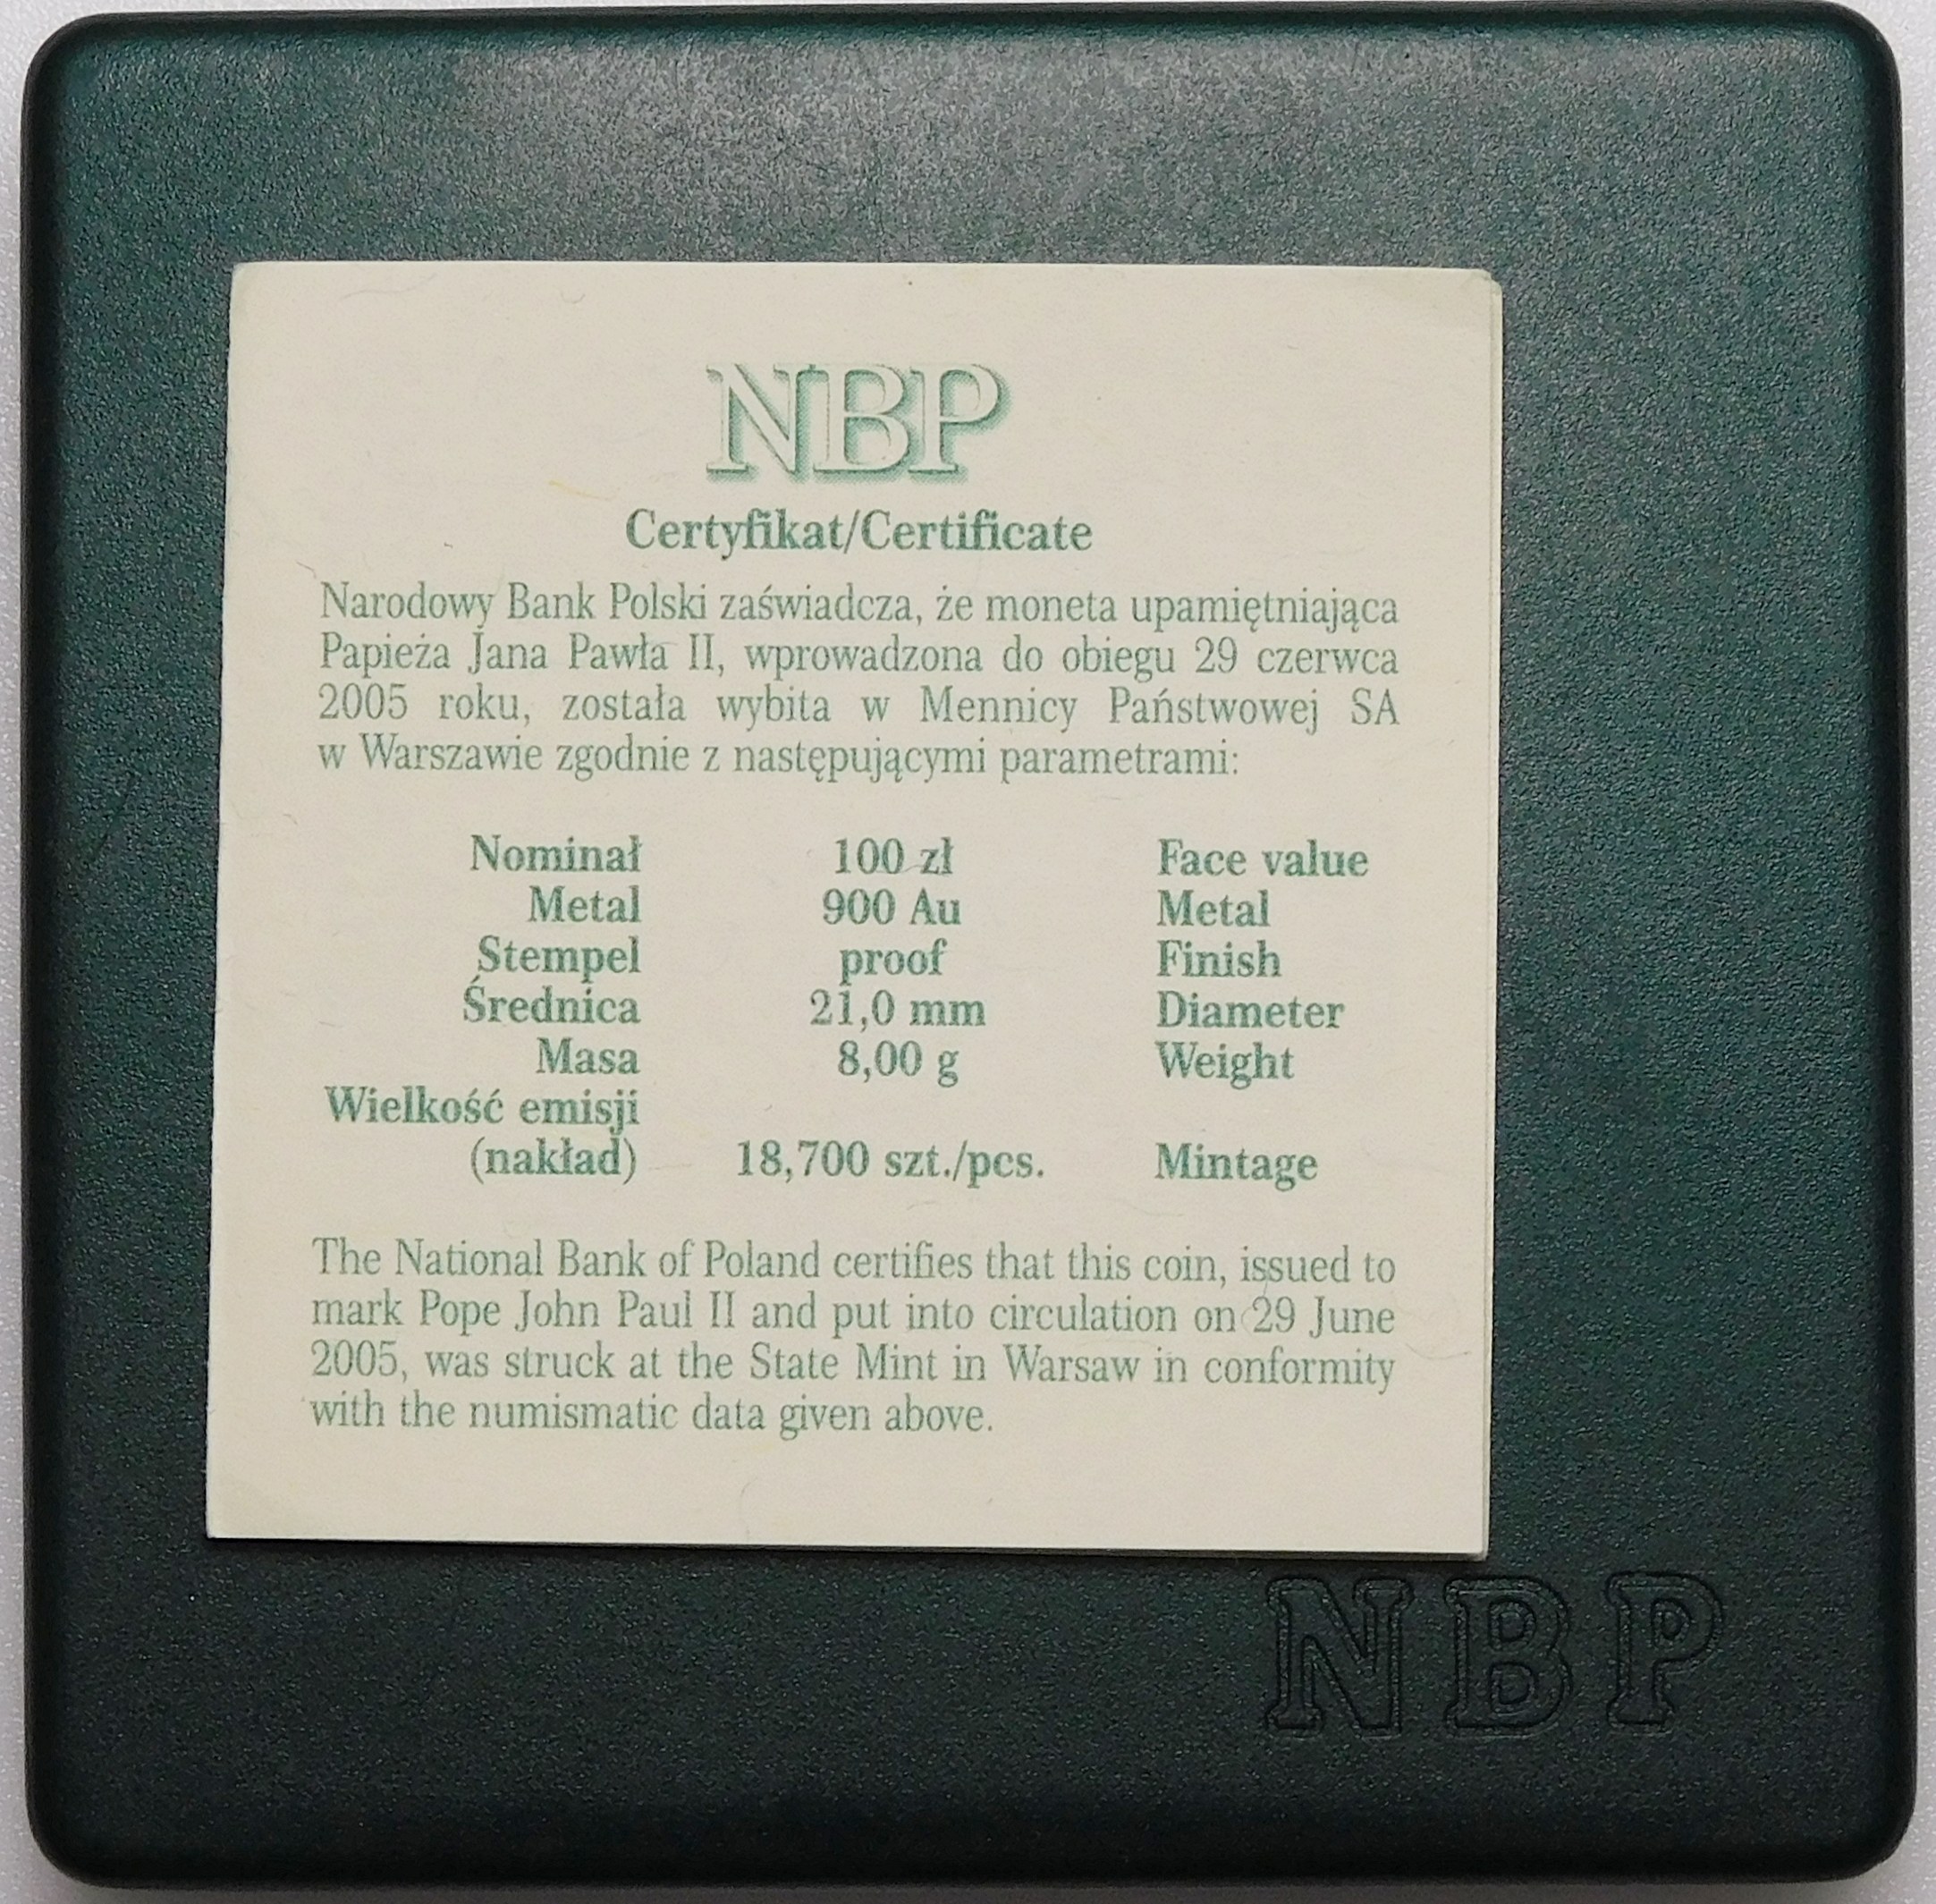 NBP
Certyfikat/Certificate
Narodowy Bank Polski zaświadcza, że moneta upamiętniająca
Papieża Jana Pawła II, wprowadzona do obiegu 29 czerwca
2005 roku, została wybita w Mennicy Państwowej SA
w Warszawie zgodnie z następującymi parametrami:
Nominał 100 zł Face value
Metal 900 Au Metal
Stempel proof Finish
Średnica 21,0 mm Diameter
Masa 8,00 g Weight
Wielkość emisji
(nakład) 18,700 szt./pcs. Mintage
The National Bank of Poland certifies that this coin, issued to
mark Pope John Paul II and put into circulation on 29 June
2005, was struck at the State Mint in Warsaw in conformity
with the numismatic data given above.
NBP